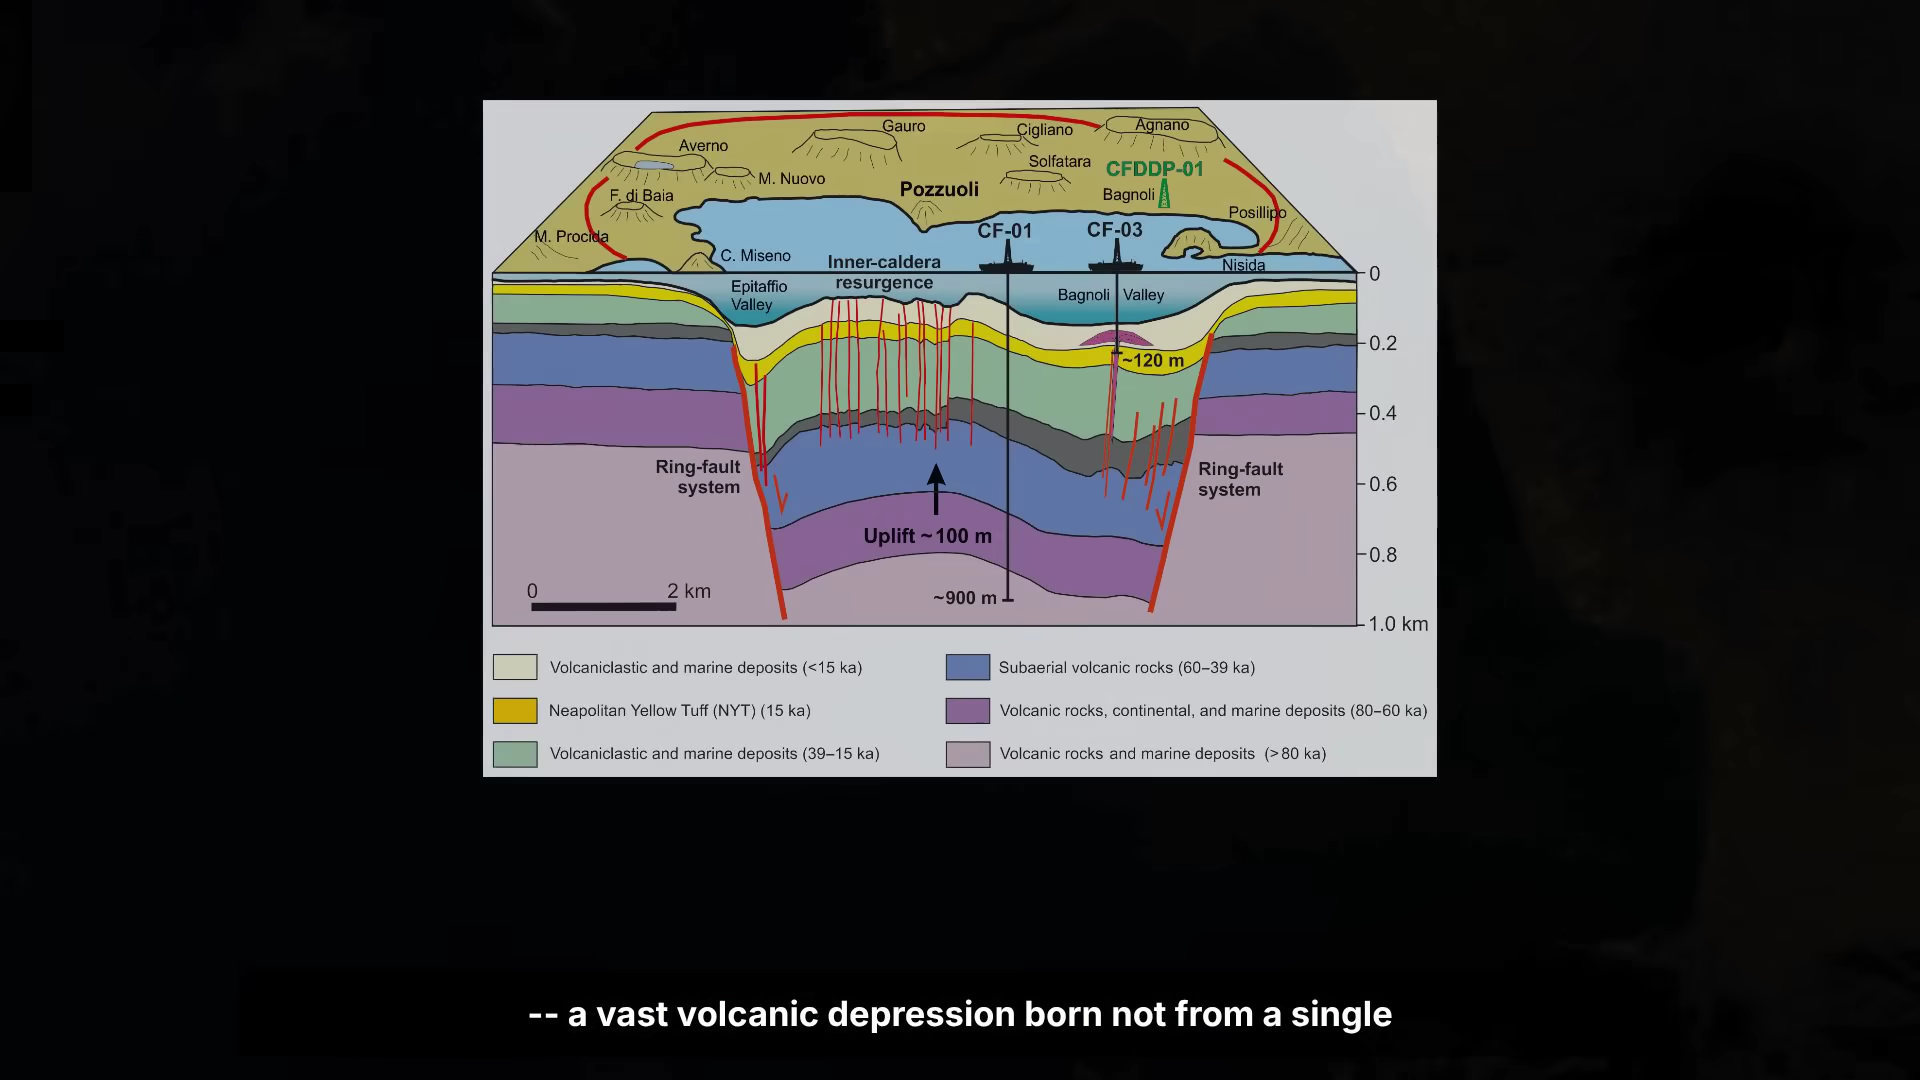 Gauro
Cigliano
Agnano
Averno
Solfatara
CFDDP-01
M. Nuovo
Pozzuoli
Bagnoli
F. di Baia
Posillipo
M. Procida
CF-01
CF-03
C. Miseno
Inner-caldera
resurgence
Nisida
0
Epitaffio
Valley
Bagnoli Valley
0.2
~120 m
0.4
Ring-fault
system
Ring-fault
system
0.6
Uplift ~100 m
0.8
0 2 km
~900 m
1.0 km
Volcaniclastic and marine deposits (<15 ka)
Neapolitan Yellow Tuff (NYT) (15 ka)
Volcaniclastic and marine deposits (39–15 ka)
Subaerial volcanic rocks (60–39 ka)
Volcanic rocks, continental, and marine deposits (80–60 ka)
Volcanic rocks and marine deposits (>80 ka)
-- a vast volcanic depression born not from a single